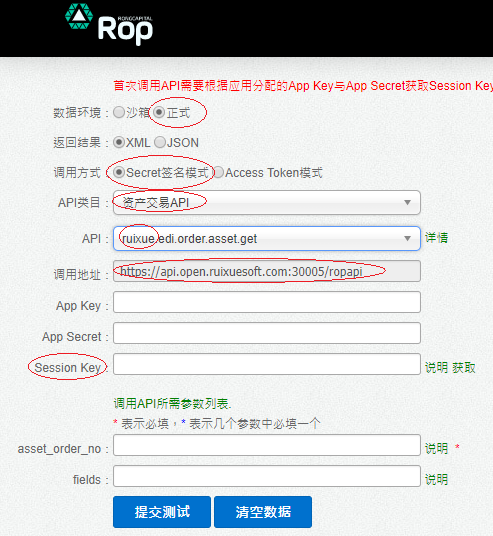 RONGCAPITAL
Rop
首次调用API需要根据应用分配的App Key与App Secret获取Session Key
数据环境： 沙箱 正式
返回结果： XML JSON
调用方式： Secret签名模式 Access Token模式
API类目： 资产交易API
API： ruixue.edi.order.asset.get 详情
调用地址： https://api.open.ruixuesoft.com:30005/ropapi
App Key：
App Secret：
Session Key： 说明 获取
调用API所需参数列表.
* 表示必填，* 表示几个参数中必填一个
asset_order_no： 说明 *
fields： 说明
提交测试 清空数据